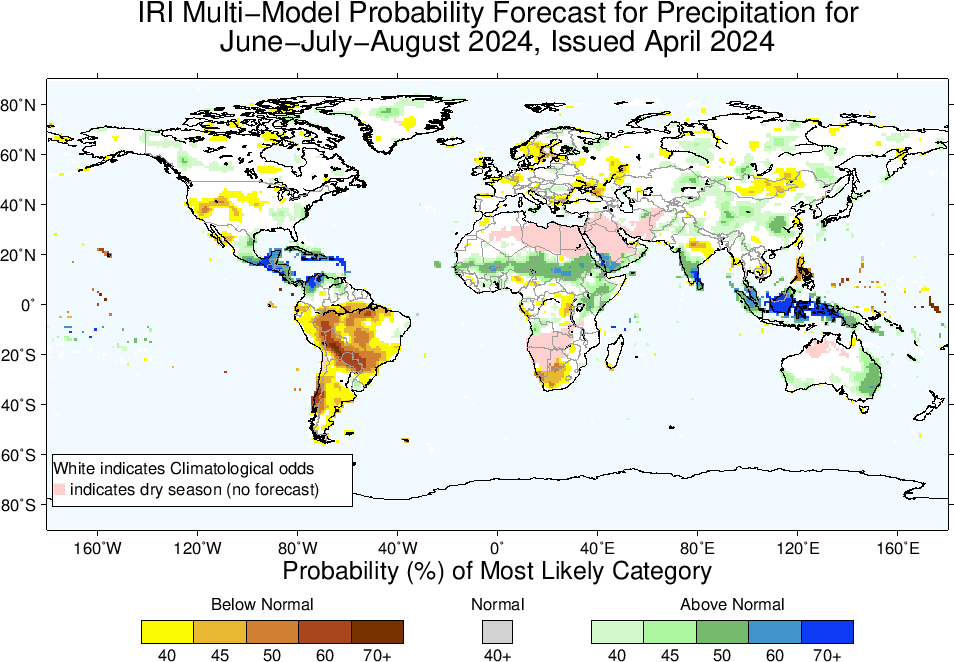 IRI Multi−Model Probability Forecast for Precipitation for
June−July−August 2024, Issued April 2024
80˚N
60˚N
40˚N
20˚N
0˚
20˚S
40˚S
60˚S
80˚S
White indicates Climatological odds
indicates dry season (no forecast)
160˚W 120˚W 80˚W 40˚W 0˚ 40˚E 80˚E 120˚E 160˚E
Probability (%) of Most Likely Category
Below Normal Normal Above Normal
40 45 50 60 70+ 40+ 40 45 50 60 70+